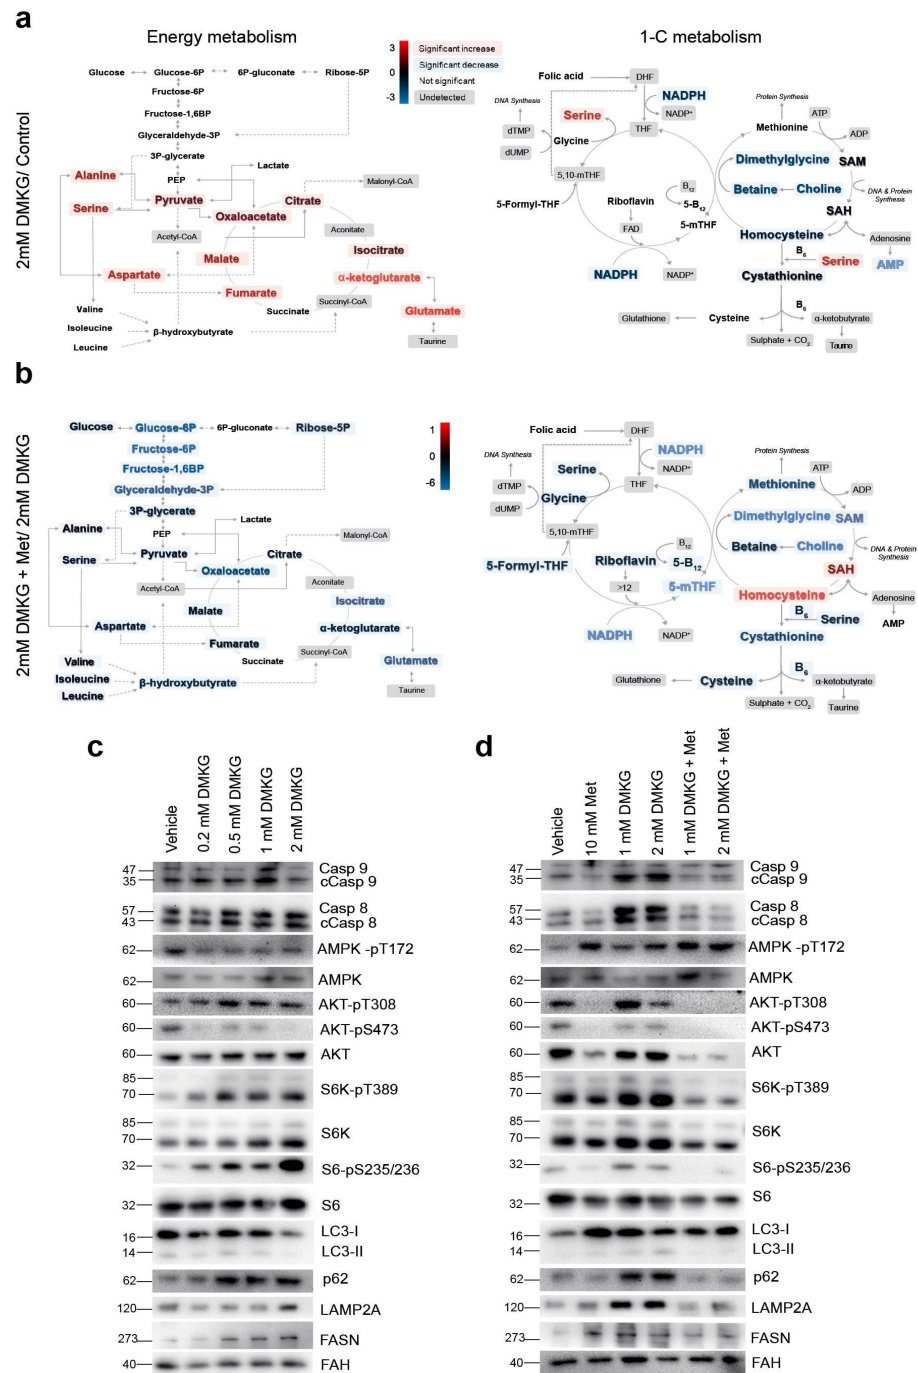 a
Energy metabolism
1-C metabolism
2mM DMKG/ Control
3
0
-3
Significant increase
Significant decrease
Not significant
Undetected
Glucose
Glucose-6P
6P-gluconate
Ribose-5P
Fructose-6P
Fructose-1,6BP
Glyceraldehyde-3P
3P-glycerate
PEP
Lactate
Malonyl-CoA
Alanine
Pyruvate
Citrate
Serine
Oxaloacetate
Acetyl-CoA
Aconitate
Malate
Isocitrate
Aspartate
α-ketoglutarate
Fumarate
Succinyl-CoA
Valine
Succinate
Glutamate
Isoleucine
β-hydroxybutyrate
Taurine
Leucine
Folic acid
DHF
NADPH
NADP⁺
DNA Synthesis
Serine
dTMP
Glycine
THF
dUMP
5,10-mTHF
5-Formyl-THF
Riboflavin
B12
5-B12
5-mTHF
FAD
NADPH
NADP⁺
Protein Synthesis
ATP
Methionine
ADP
Dimethylglycine
SAM
Betaine
Choline
DNA & Protein
Synthesis
SAH
Homocysteine
Adenosine
B6
Serine
AMP
Cystathionine
B6
Glutathione
Cysteine
α-ketobutyrate
Sulphate + CO2
Taurine
b
2mM DMKG + Met/ 2mM DMKG
1
0
-6
Glucose
Glucose-6P
6P-gluconate
Ribose-5P
Fructose-6P
Fructose-1,6BP
Glyceraldehyde-3P
3P-glycerate
Alanine
PEP
Lactate
Malonyl-CoA
Serine
Pyruvate
Citrate
Oxaloacetate
Aconitate
Acetyl-CoA
Isocitrate
Malate
Aspartate
α-ketoglutarate
Fumarate
Succinyl-CoA
Valine
Succinate
Glutamate
Isoleucine
β-hydroxybutyrate
Taurine
Leucine
Folic acid
DHF
NADPH
NADP⁺
DNA Synthesis
Serine
dTMP
Glycine
THF
dUMP
5,10-mTHF
5-Formyl-THF
Riboflavin
B12
5-B12
>12
5-mTHF
NADPH
NADP⁺
Protein Synthesis
ATP
Methionine
ADP
Dimethylglycine
SAM
Betaine
Choline
DNA & Protein
Synthesis
SAH
Homocysteine
Adenosine
B6
Serine
AMP
Cystathionine
B6
Glutathione
Cysteine
α-ketobutyrate
Sulphate + CO2
Taurine
c
Vehicle
0.2 mM DMKG
0.5 mM DMKG
1 mM DMKG
2 mM DMKG
47
Casp 9
35
cCasp 9
57
Casp 8
43
cCasp 8
62
AMPK -pT172
62
AMPK
60
AKT-pT308
60
AKT-pS473
60
AKT
85
70
S6K-pT389
85
70
S6K
32
S6-pS235/236
32
S6
16
LC3-I
14
LC3-II
62
p62
120
LAMP2A
273
FASN
40
FAH
d
Vehicle
10 mM Met
1 mM DMKG
2 mM DMKG
1 mM DMKG + Met
2 mM DMKG + Met
47
Casp 9
35
cCasp 9
57
Casp 8
43
cCasp 8
62
AMPK -pT172
62
AMPK
60
AKT-pT308
60
AKT-pS473
60
AKT
85
70
S6K-pT389
85
70
S6K
32
S6-pS235/236
32
S6
16
LC3-I
14
LC3-II
62
p62
120
LAMP2A
273
FASN
40
FAH